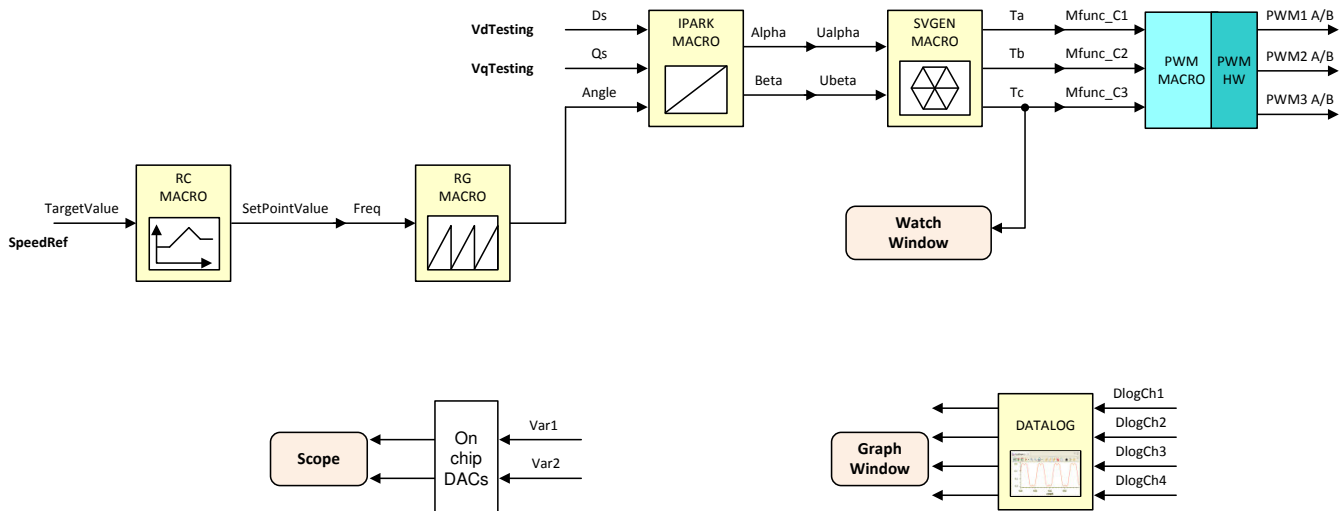 Ds
VdTesting
Qs
VqTesting
Angle
IPARK
MACRO
Alpha
Ualpha
Beta
Ubeta
SVGEN
MACRO
Ta
Mfunc_C1
Tb
Mfunc_C2
Tc
Mfunc_C3
PWM
MACRO
PWM
HW
PWM1 A/B
PWM2 A/B
PWM3 A/B
TargetValue
SpeedRef
RC
MACRO
SetPointValue
Freq
RG
MACRO
Watch
Window
Scope
On
chip
DACs
Var1
Var2
Graph
Window
DATALOG
DlogCh1
DlogCh2
DlogCh3
DlogCh4